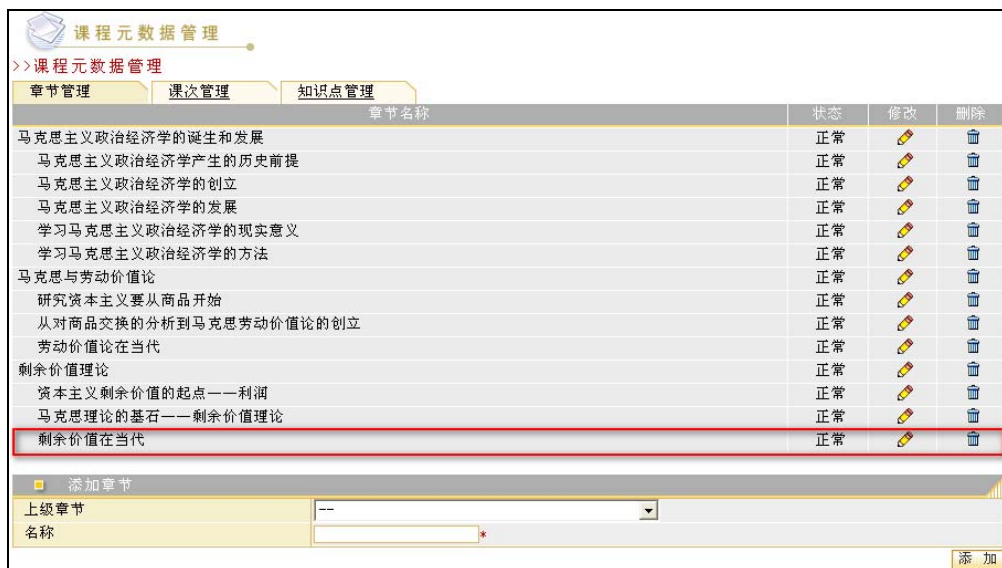 课程元数据管理
>>课程元数据管理
章节管理 课次管理 知识点管理
章节名称 状态 修改 删除
马克思主义政治经济学的诞生和发展 正常
马克思主义政治经济学产生的历史前提 正常
马克思主义政治经济学的创立 正常
马克思主义政治经济学的发展 正常
学习马克思主义政治经济学的现实意义 正常
学习马克思主义政治经济学的方法 正常
马克思与劳动价值论 正常
研究资本主义要从商品开始 正常
从对商品交换的分析到马克思劳动价值论的创立 正常
劳动价值论在当代 正常
剩余价值理论 正常
资本主义剩余价值的起点——利润 正常
马克思理论的基石——剩余价值理论 正常
剩余价值在当代 正常
添加章节
上级章节 --
名称 *
添 加